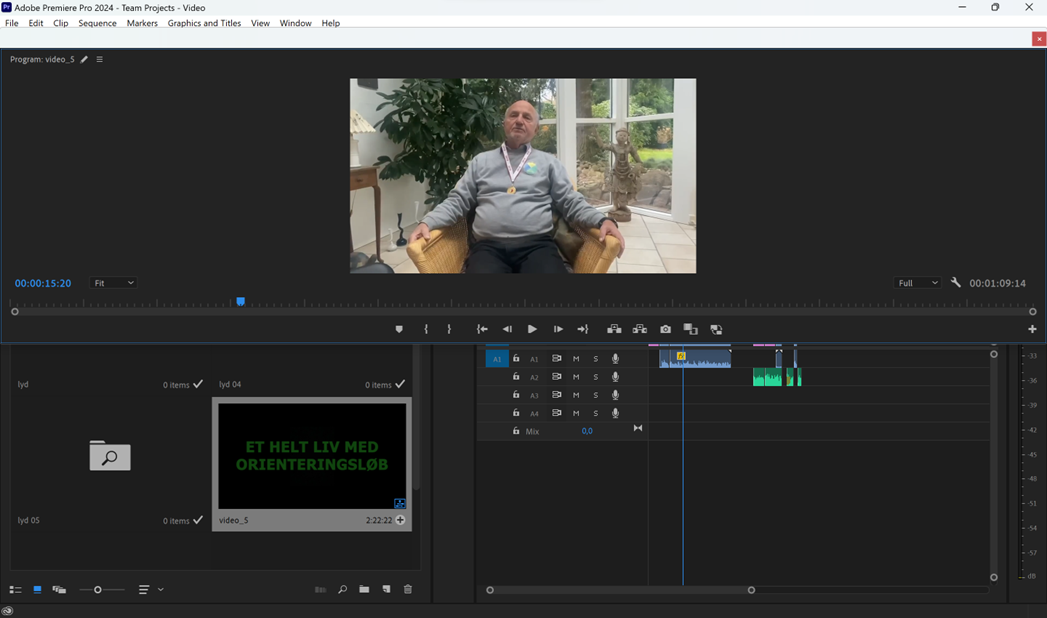 Adobe Premiere Pro 2024 - Team Projects - Video
File Edit Clip Sequence Markers Graphics and Titles View Window Help
Program: video_5
00:00:15:20 Fit Full 00:01:09:14
A1 A1 M S
A2 M S
A3 M S
A4 M S
Mix 0,0
-33
-36
-39
-42
-45
-48
-51
-54
-57
dB
lyd 0 items lyd 04 0 items
ET HELT LIV MED
ORIENTERINGSLØB
lyd 05 0 items video_5 2:22:22